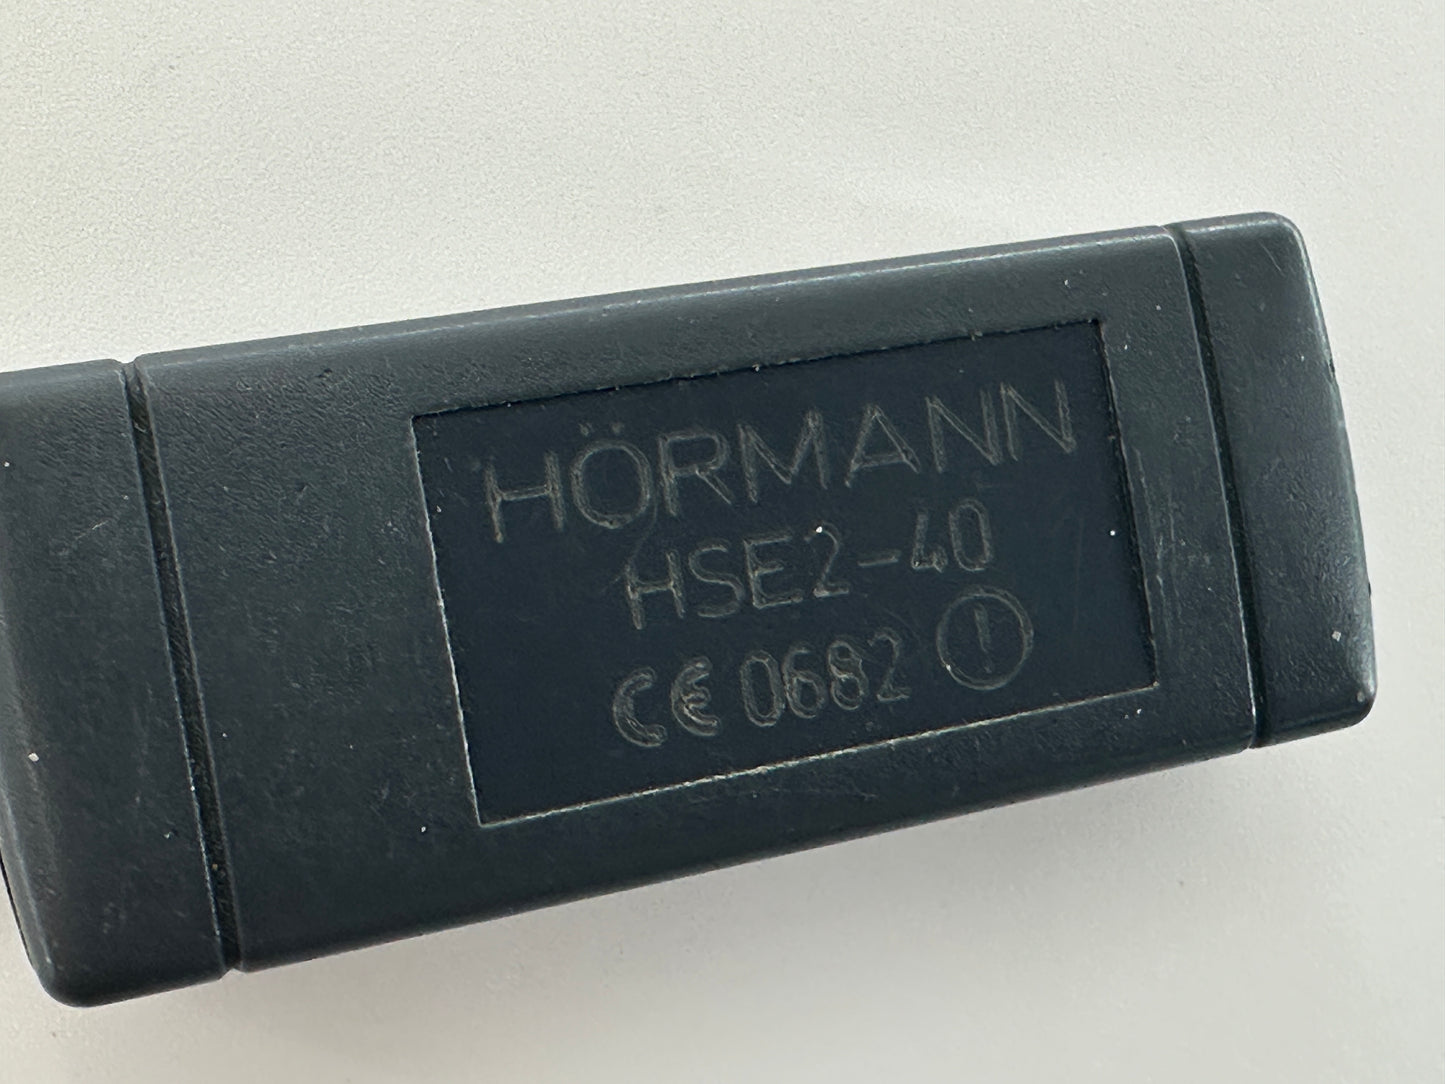 HÖRMANN
HSE2-40
CE 0682 !